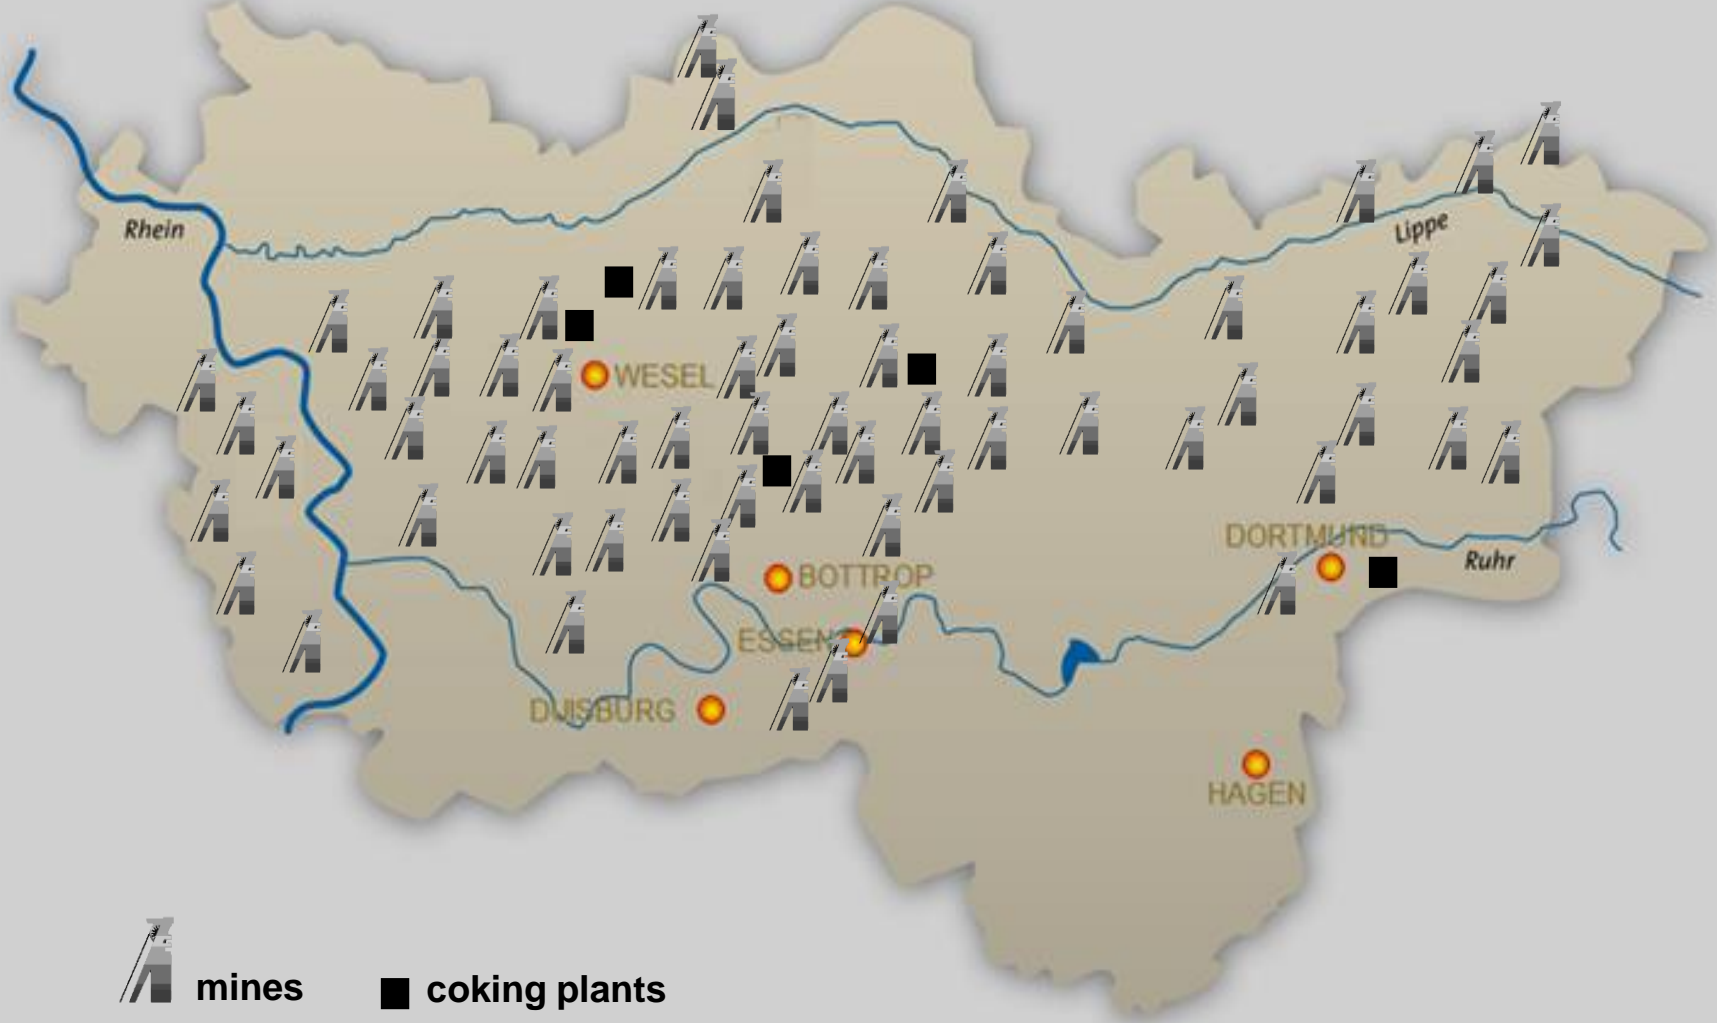 Rhein
Lippe
WESEL
DORTMUND
Ruhr
BOTTROP
ESSEN
DUISBURG
HAGEN
mines
coking plants